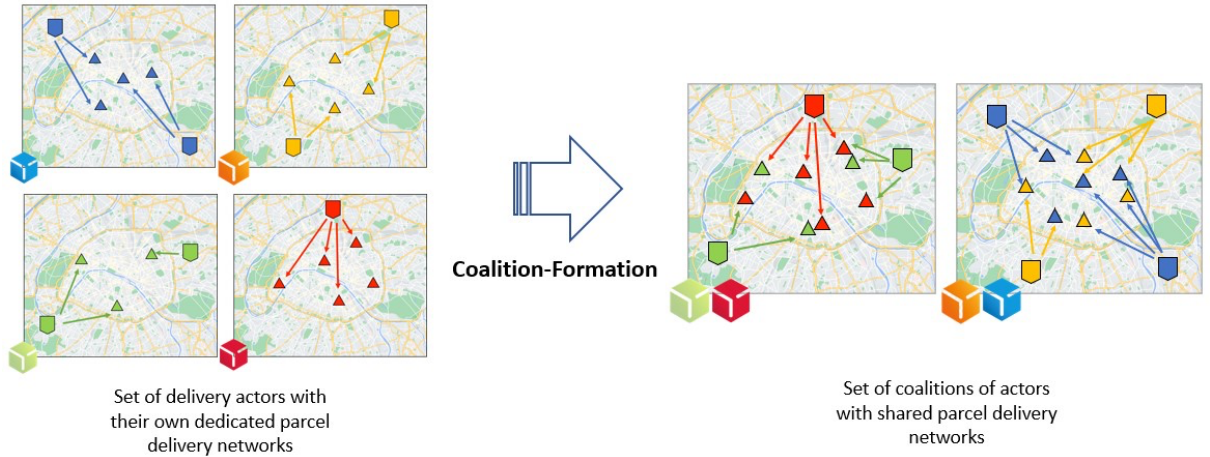 Coalition-Formation
Set of delivery actors with
their own dedicated parcel
delivery networks
Set of coalitions of actors
with shared parcel delivery
networks